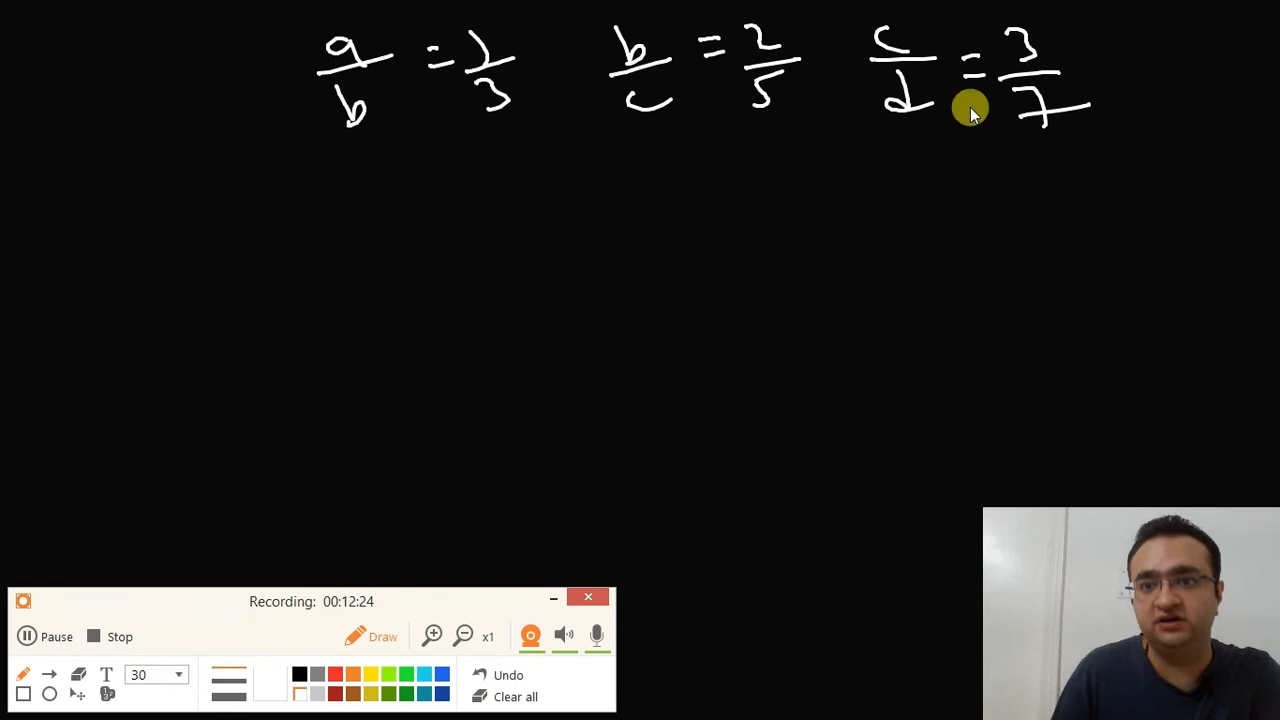 a/b = 2/3 b/c = 2/5 c/d = 3/7
Recording: 00:12:24
Pause Stop Draw x1
T 30 Undo
Clear all